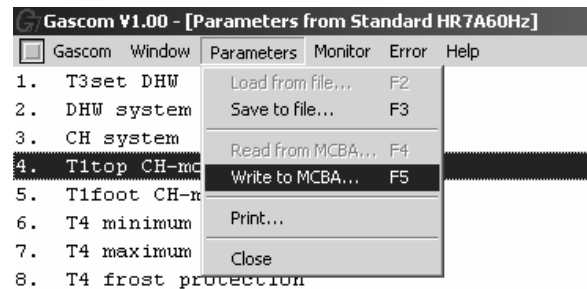 Gascom V1.00 - [Parameters from Standard HR7A60Hz]
Gascom Window Parameters Monitor Error Help
1. T3set DHW
2. DHW system
3. CH system
4. T1top CH-mo
5. T1foot CH-m
6. T4 minimum
7. T4 maximum
8. T4 frost protection
Load from file... F2
Save to file... F3
Read from MCBA... F4
Write to MCBA... F5
Print...
Close